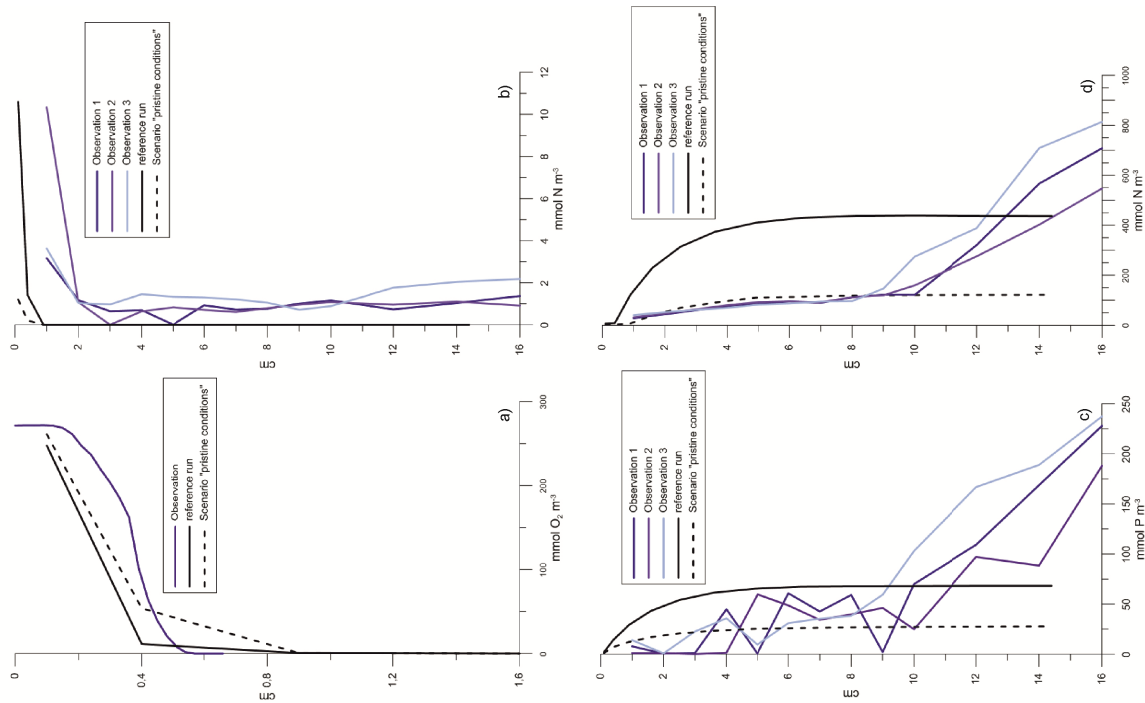 0
Observation
reference run
Scenario "pristine conditions"
0.4
cm
0.8
1.2
1.6
a)
0 100 200 300
mmol O2 m-3
0
2
Observation 1
Observation 2
Observation 3
reference run
Scenario "pristine conditions"
4
6
cm
8
10
12
14
16
b)
0 2 4 6 8 10 12
mmol N m-3
0
2
Observation 1
Observation 2
Observation 3
reference run
Scenario "pristine conditions"
4
6
cm
8
10
12
14
16
c)
0 50 100 150 200 250
mmol P m-3
0
2
Observation 1
Observation 2
Observation 3
reference run
Scenario "pristine conditions"
4
6
cm
8
10
12
14
16
d)
0 200 400 600 800 1000
mmol N m-3